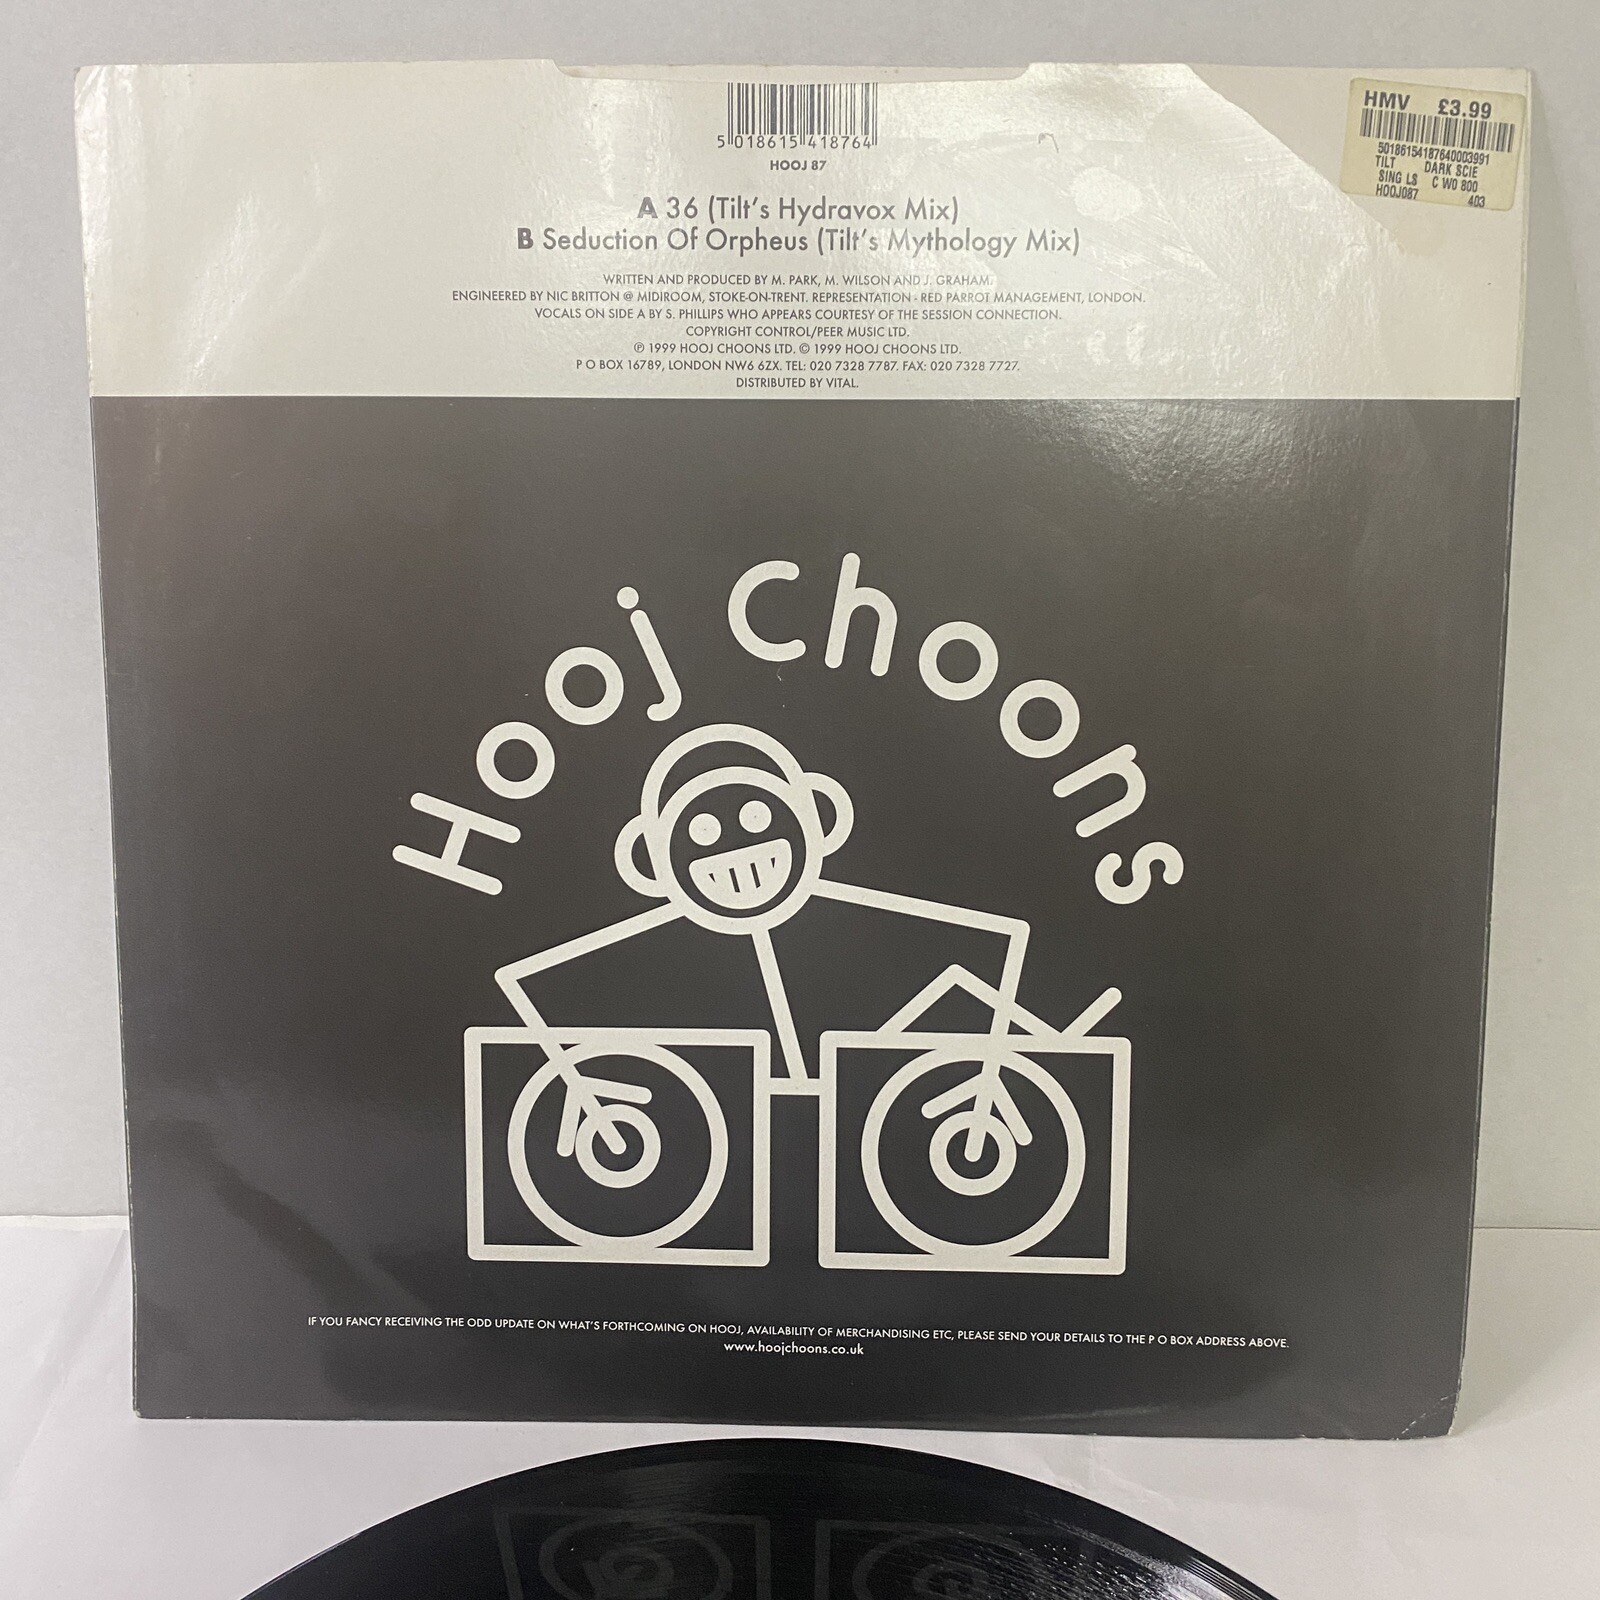 5 018615 418764
HOOJ 87
HMV £3.99
50186154187640003991
TILT DARK SCIE
SING LS C WO 800
HOOJ087 403
A 36 (Tilt's Hydravox Mix)
B Seduction Of Orpheus (Tilt's Mythology Mix)
WRITTEN AND PRODUCED BY M. PARK, M. WILSON AND J. GRAHAM.
ENGINEERED BY NIC BRITTON @ MIDIROOM, STOKE-ON-TRENT. REPRESENTATION - RED PARROT MANAGEMENT, LONDON.
VOCALS ON SIDE A BY S. PHILLIPS WHO APPEARS COURTESY OF THE SESSION CONNECTION.
COPYRIGHT CONTROL/PEER MUSIC LTD.
℗ 1999 HOOJ CHOONS LTD. © 1999 HOOJ CHOONS LTD.
P O BOX 16789, LONDON NW6 6ZX. TEL: 020 7328 7787. FAX: 020 7328 7727.
DISTRIBUTED BY VITAL.
Hooj Choons
IF YOU FANCY RECEIVING THE ODD UPDATE ON WHAT'S FORTHCOMING ON HOOJ, AVAILABILITY OF MERCHANDISING ETC, PLEASE SEND YOUR DETAILS TO THE P O BOX ADDRESS ABOVE.
www.hoojchoons.co.uk